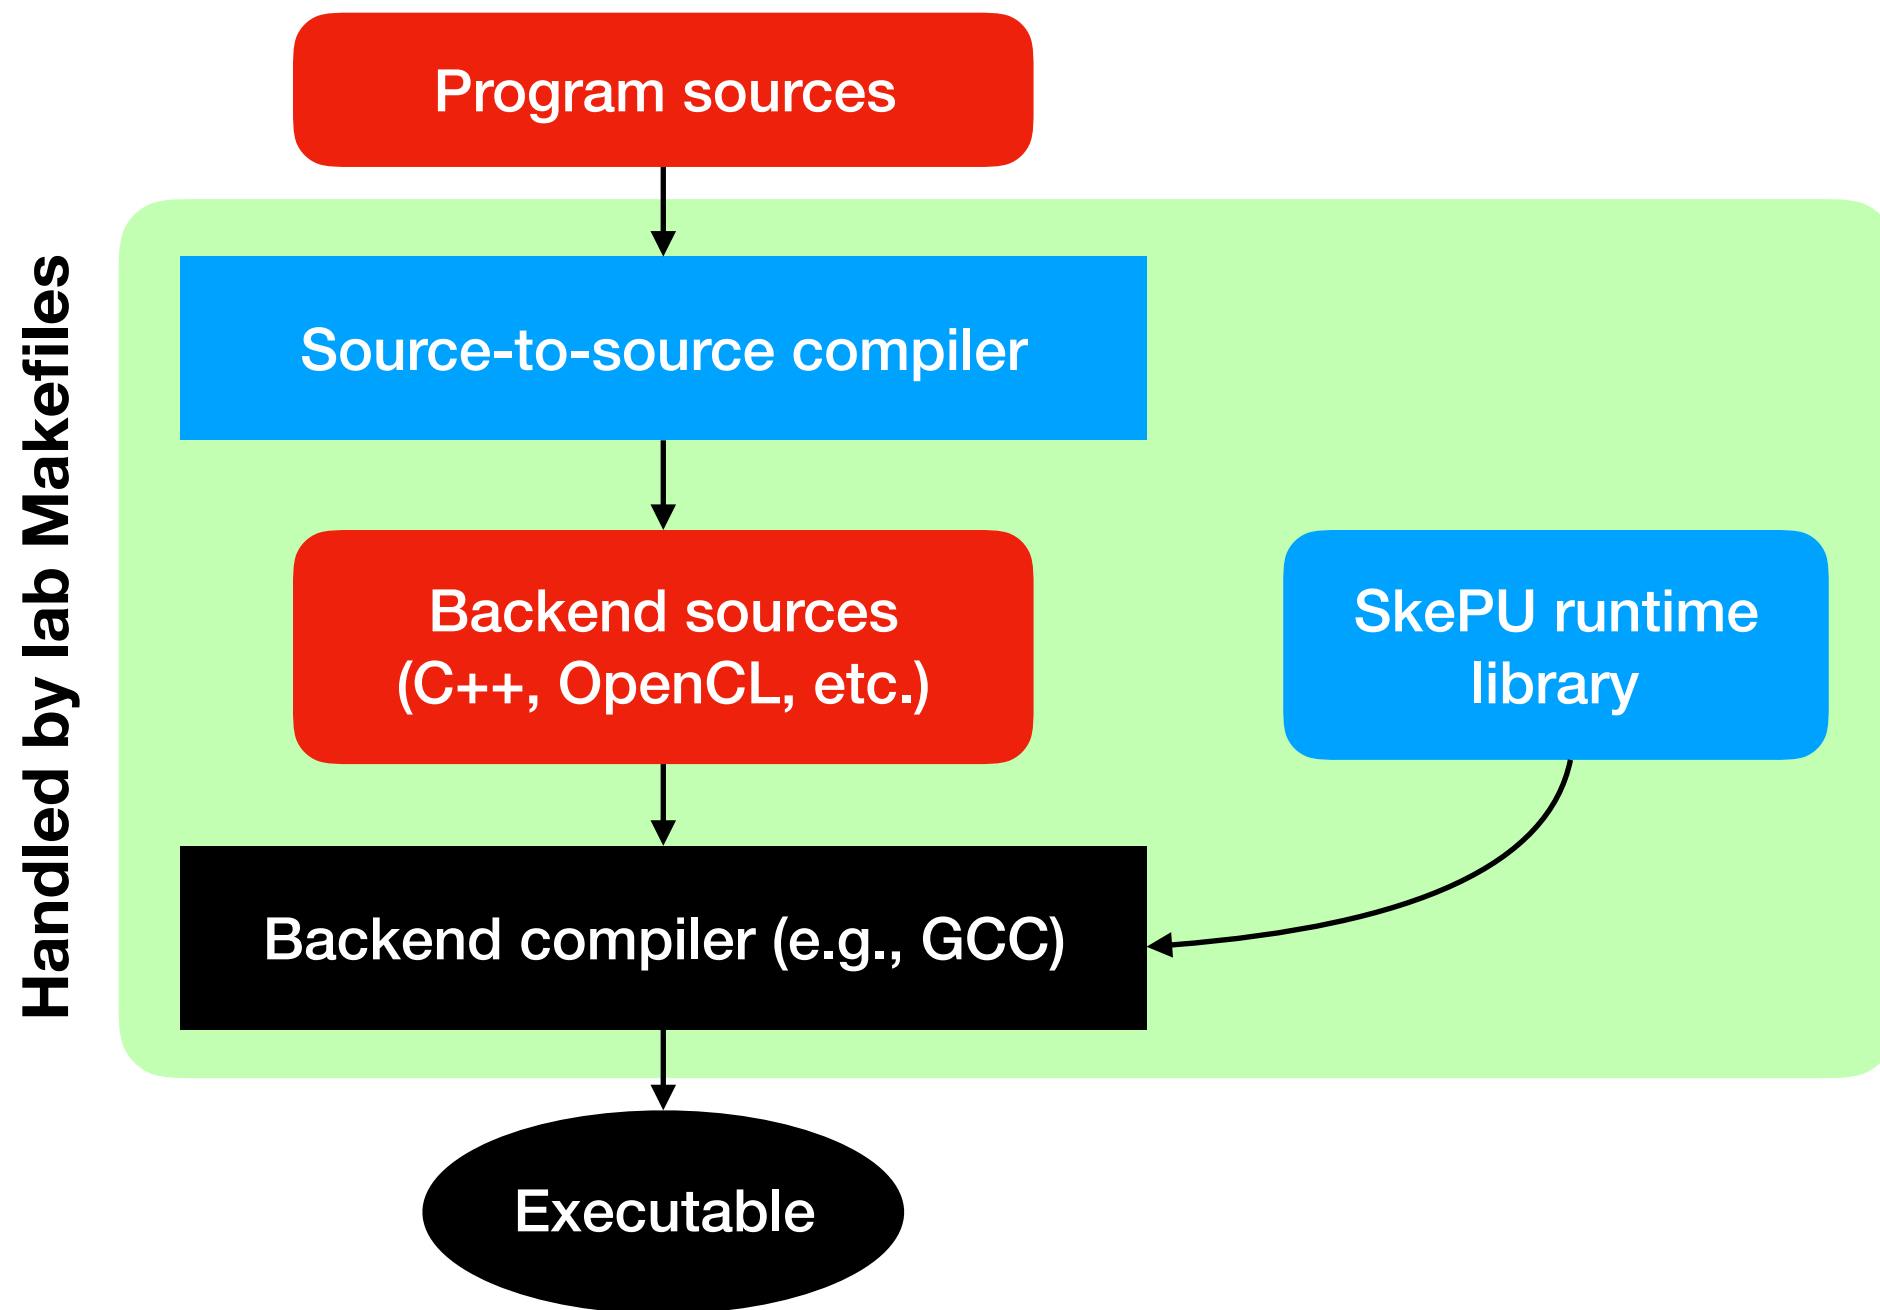 Program sources
Handled by lab Makefiles
Source-to-source compiler
Backend sources
(C++, OpenCL, etc.)
SkePU runtime
library
Backend compiler (e.g., GCC)
Executable